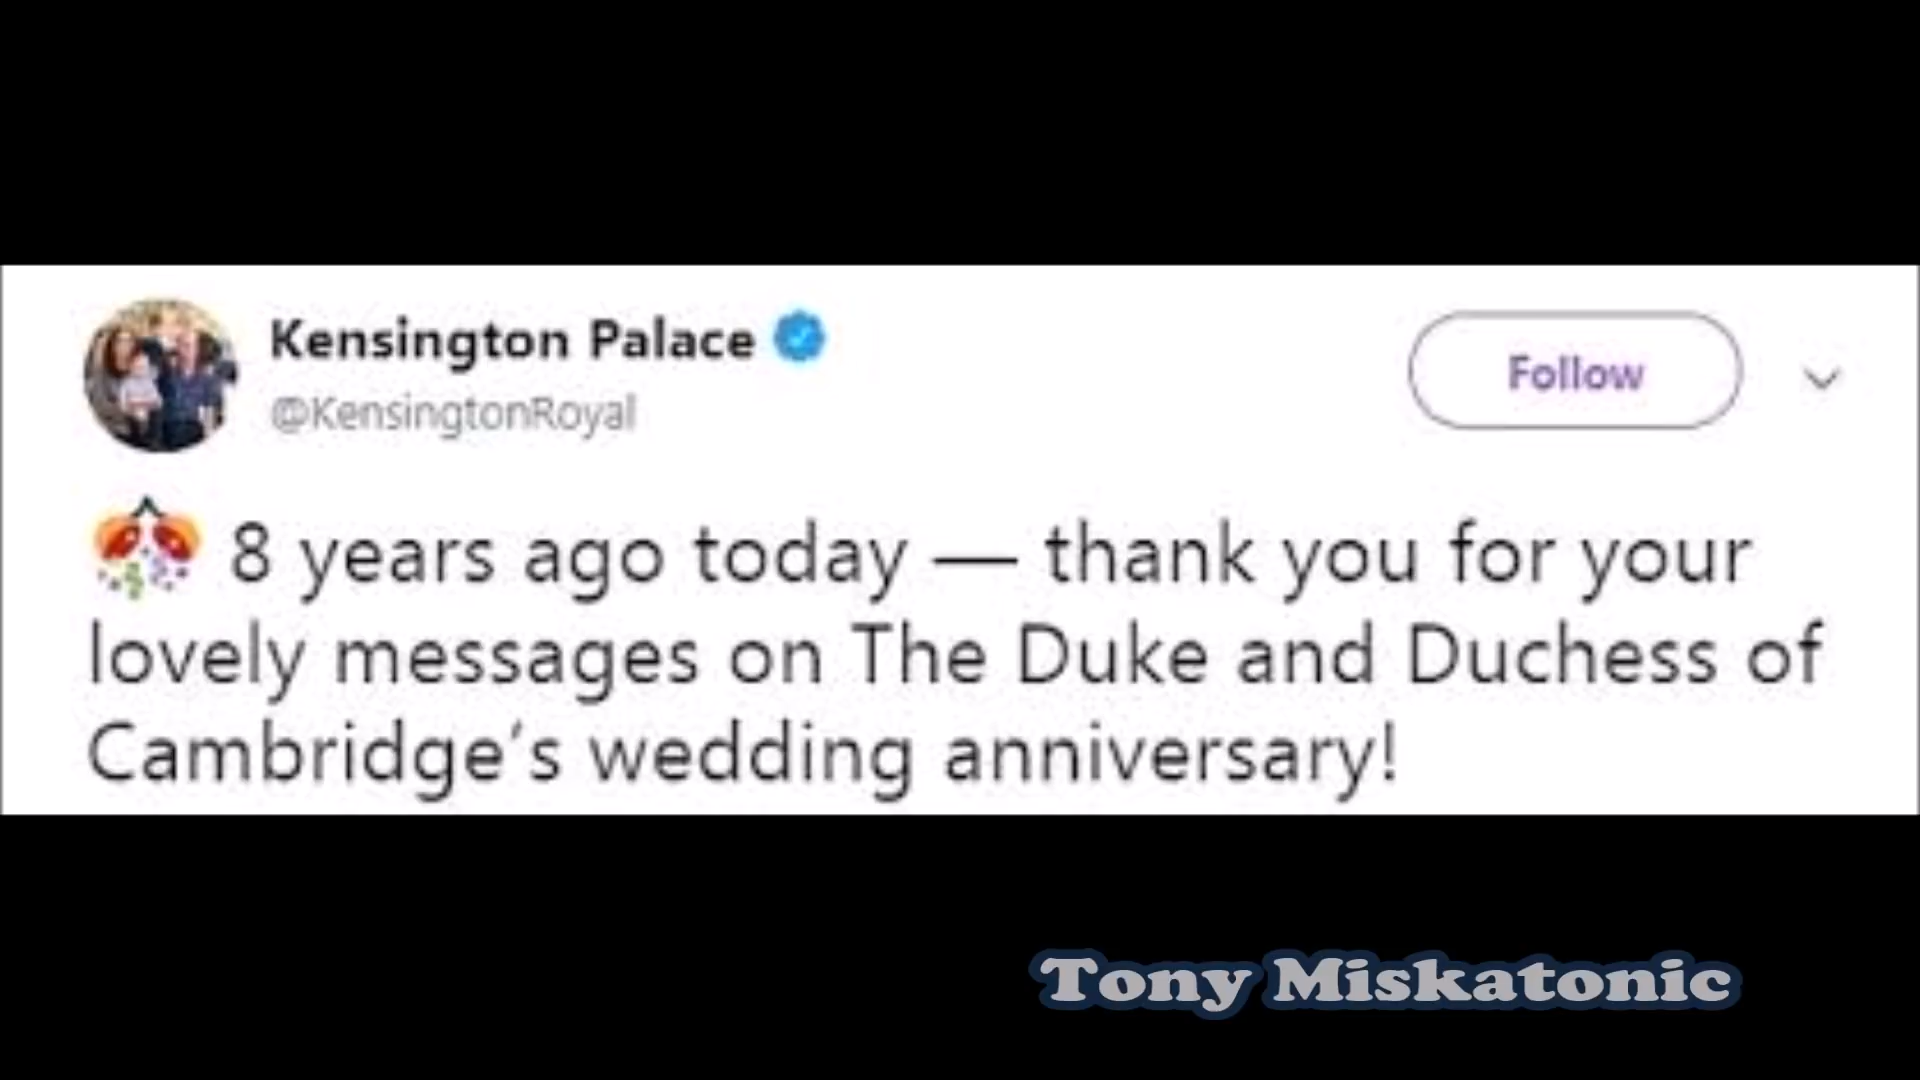 Kensington Palace
@KensingtonRoyal
Follow
8 years ago today — thank you for your
lovely messages on The Duke and Duchess of
Cambridge's wedding anniversary!
Tony Miskatonic